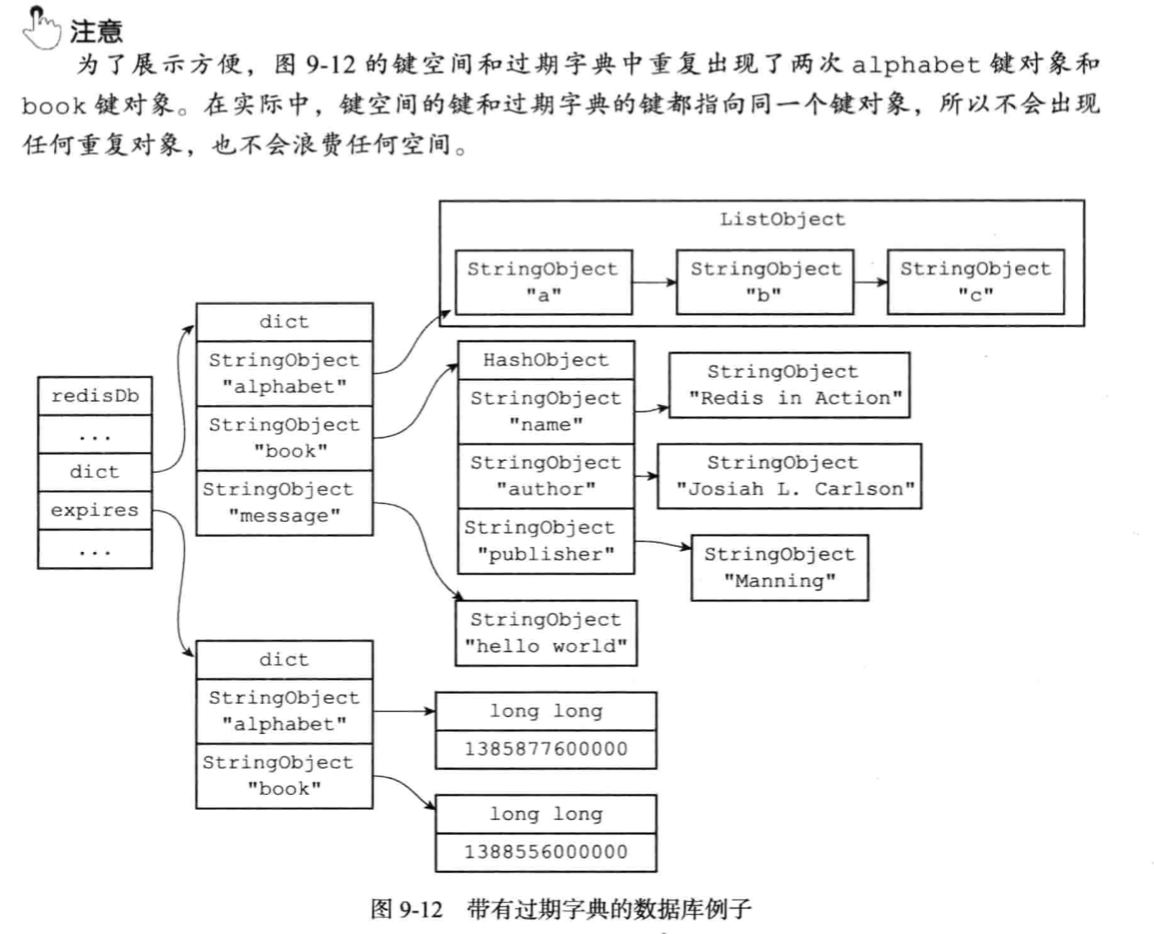 注意
为了展示方便，图 9-12 的键空间和过期字典中重复出现了两次 alphabet 键对象和
book 键对象。在实际中，键空间的键和过期字典的键都指向同一个键对象，所以不会出现
任何重复对象，也不会浪费任何空间。
redisDb
...
dict
expires
...
dict
StringObject
"alphabet"
StringObject
"book"
StringObject
"message"
ListObject
StringObject
"a"
StringObject
"b"
StringObject
"c"
HashObject
StringObject
"name"
StringObject
"author"
StringObject
"publisher"
StringObject
"Redis in Action"
StringObject
"Josiah L. Carlson"
StringObject
"Manning"
StringObject
"hello world"
dict
StringObject
"alphabet"
StringObject
"book"
long long
1385877600000
long long
1388556000000
图 9-12 带有过期字典的数据库例子